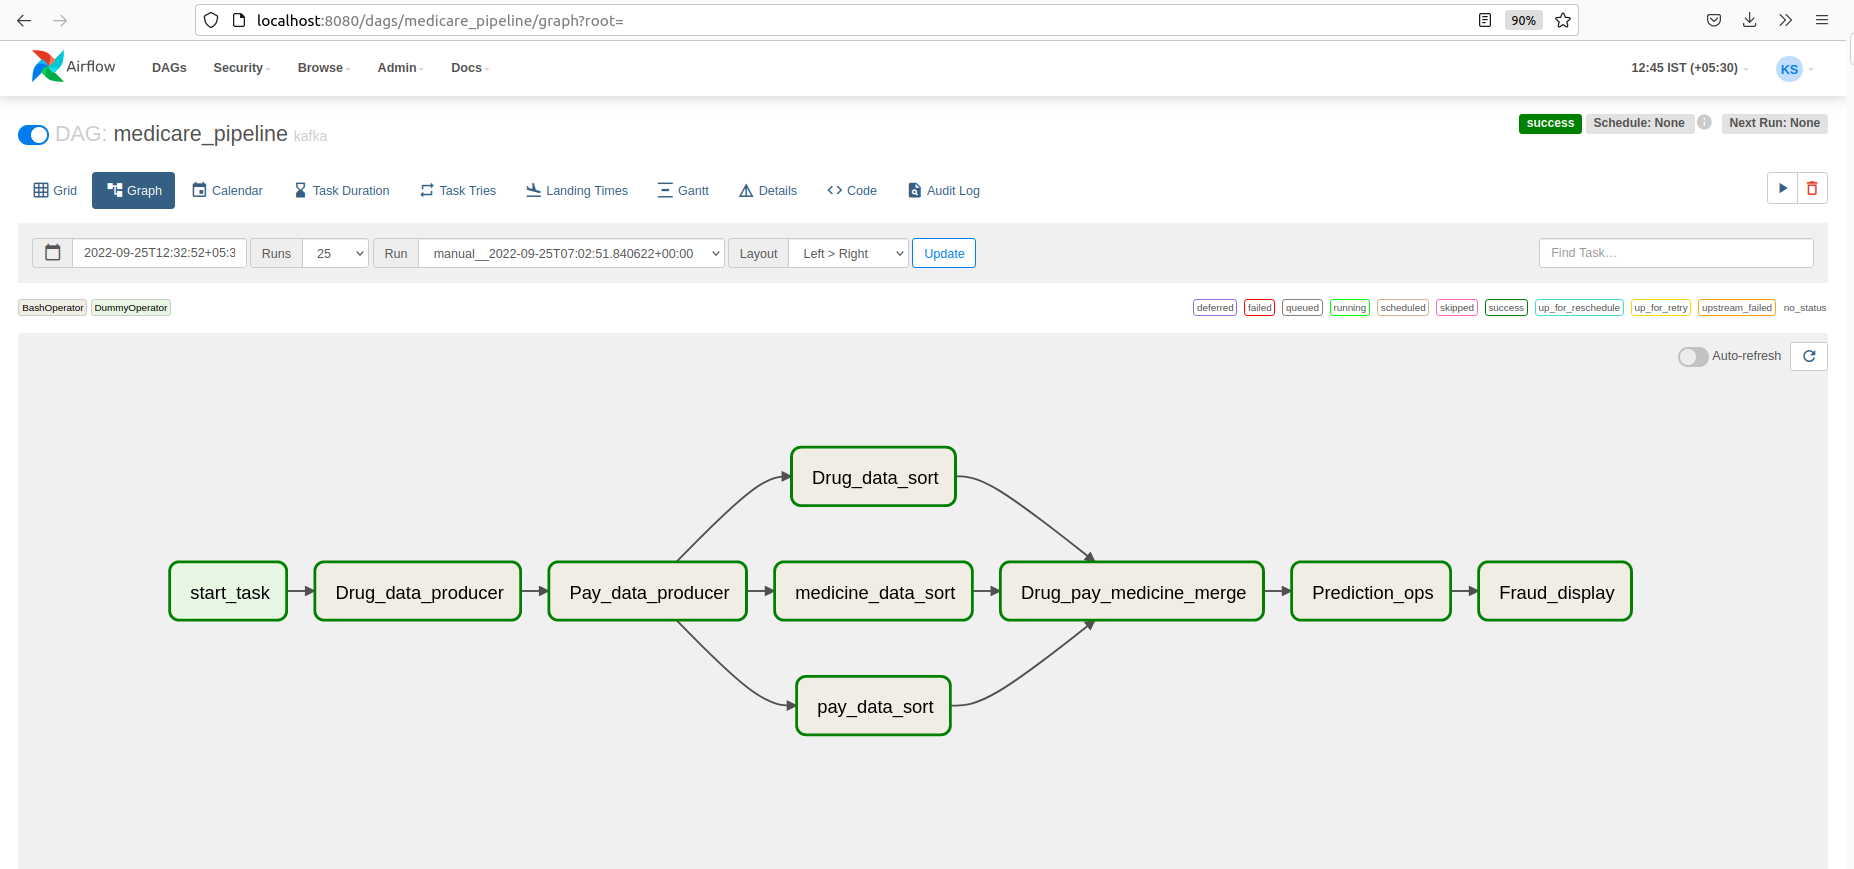 localhost:8080/dags/medicare_pipeline/graph?root=
90%
Airflow
DAGs
Security
Browse
Admin
Docs
12:45 IST (+05:30)
KS
DAG: medicare_pipeline kafka
success
Schedule: None
Next Run: None
Grid
Graph
Calendar
Task Duration
Task Tries
Landing Times
Gantt
Details
Code
Audit Log
2022-09-25T12:32:52+05:3
Runs
25
Run
manual__2022-09-25T07:02:51.840622+00:00
Layout
Left > Right
Update
Find Task...
BashOperator
DummyOperator
deferred
failed
queued
running
scheduled
skipped
success
up_for_reschedule
up_for_retry
upstream_failed
no_status
Auto-refresh
Drug_data_sort
start_task
Drug_data_producer
Pay_data_producer
medicine_data_sort
Drug_pay_medicine_merge
Prediction_ops
Fraud_display
pay_data_sort